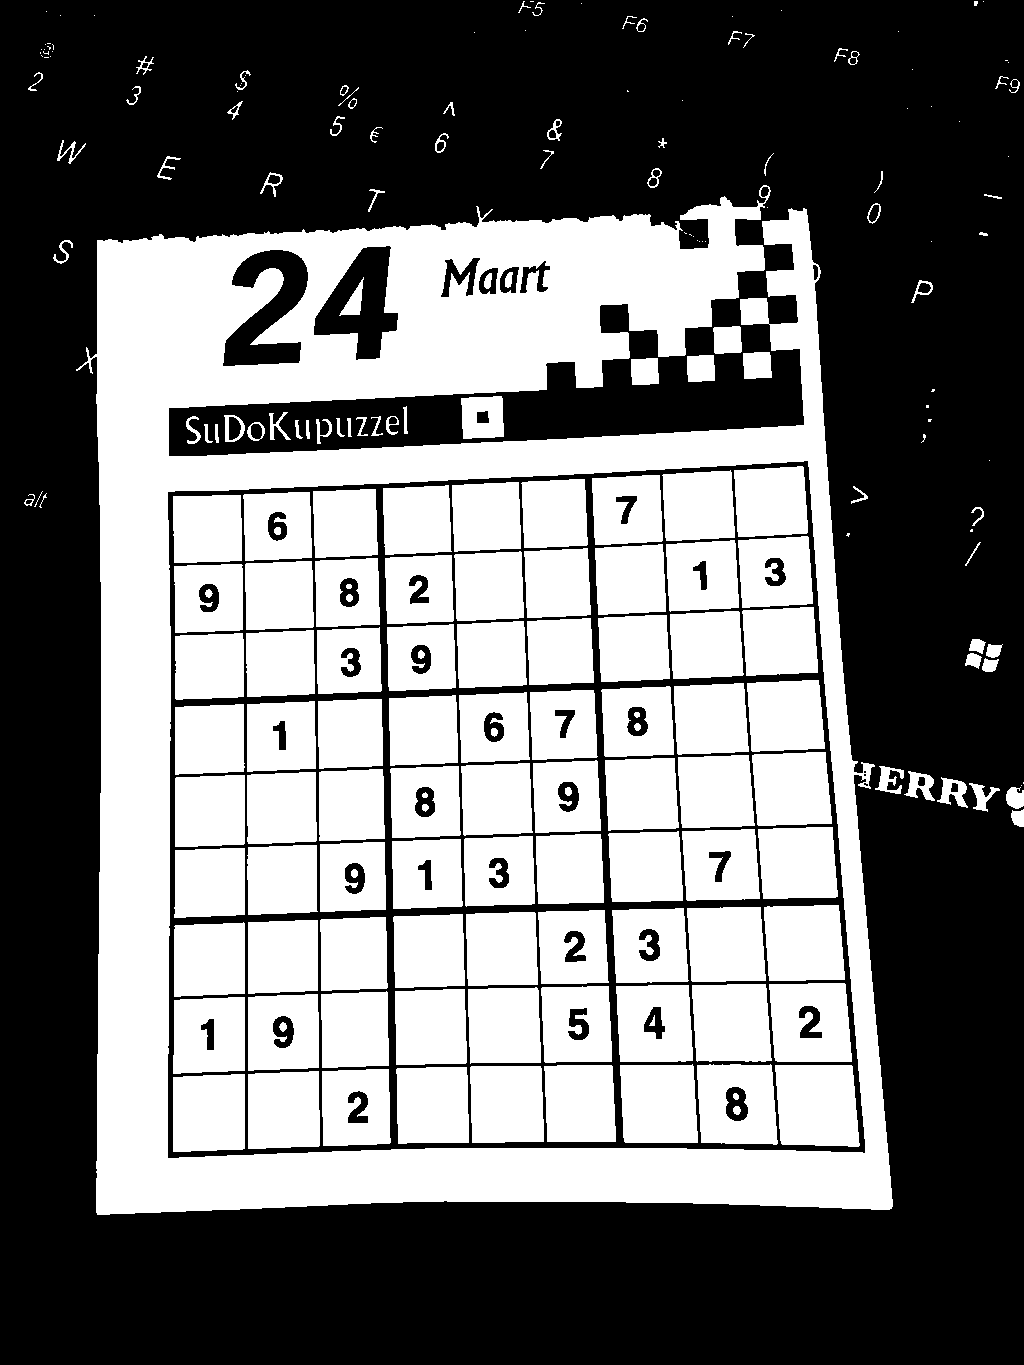 F5 F6 F7 F8 F9
@ # $ % ^ & * ( ) _
2 3 4 5 € 6 7 8 9 0 -
W E R T Y P
S
X
alt
> ?
. /
: ;
24 Maart
SuDoKupuzzel
6 7
9 8 2 1 3
3 9
1 6 7 8
8 9
9 1 3 7
2 3
1 9 5 4 2
2 8
HERRY